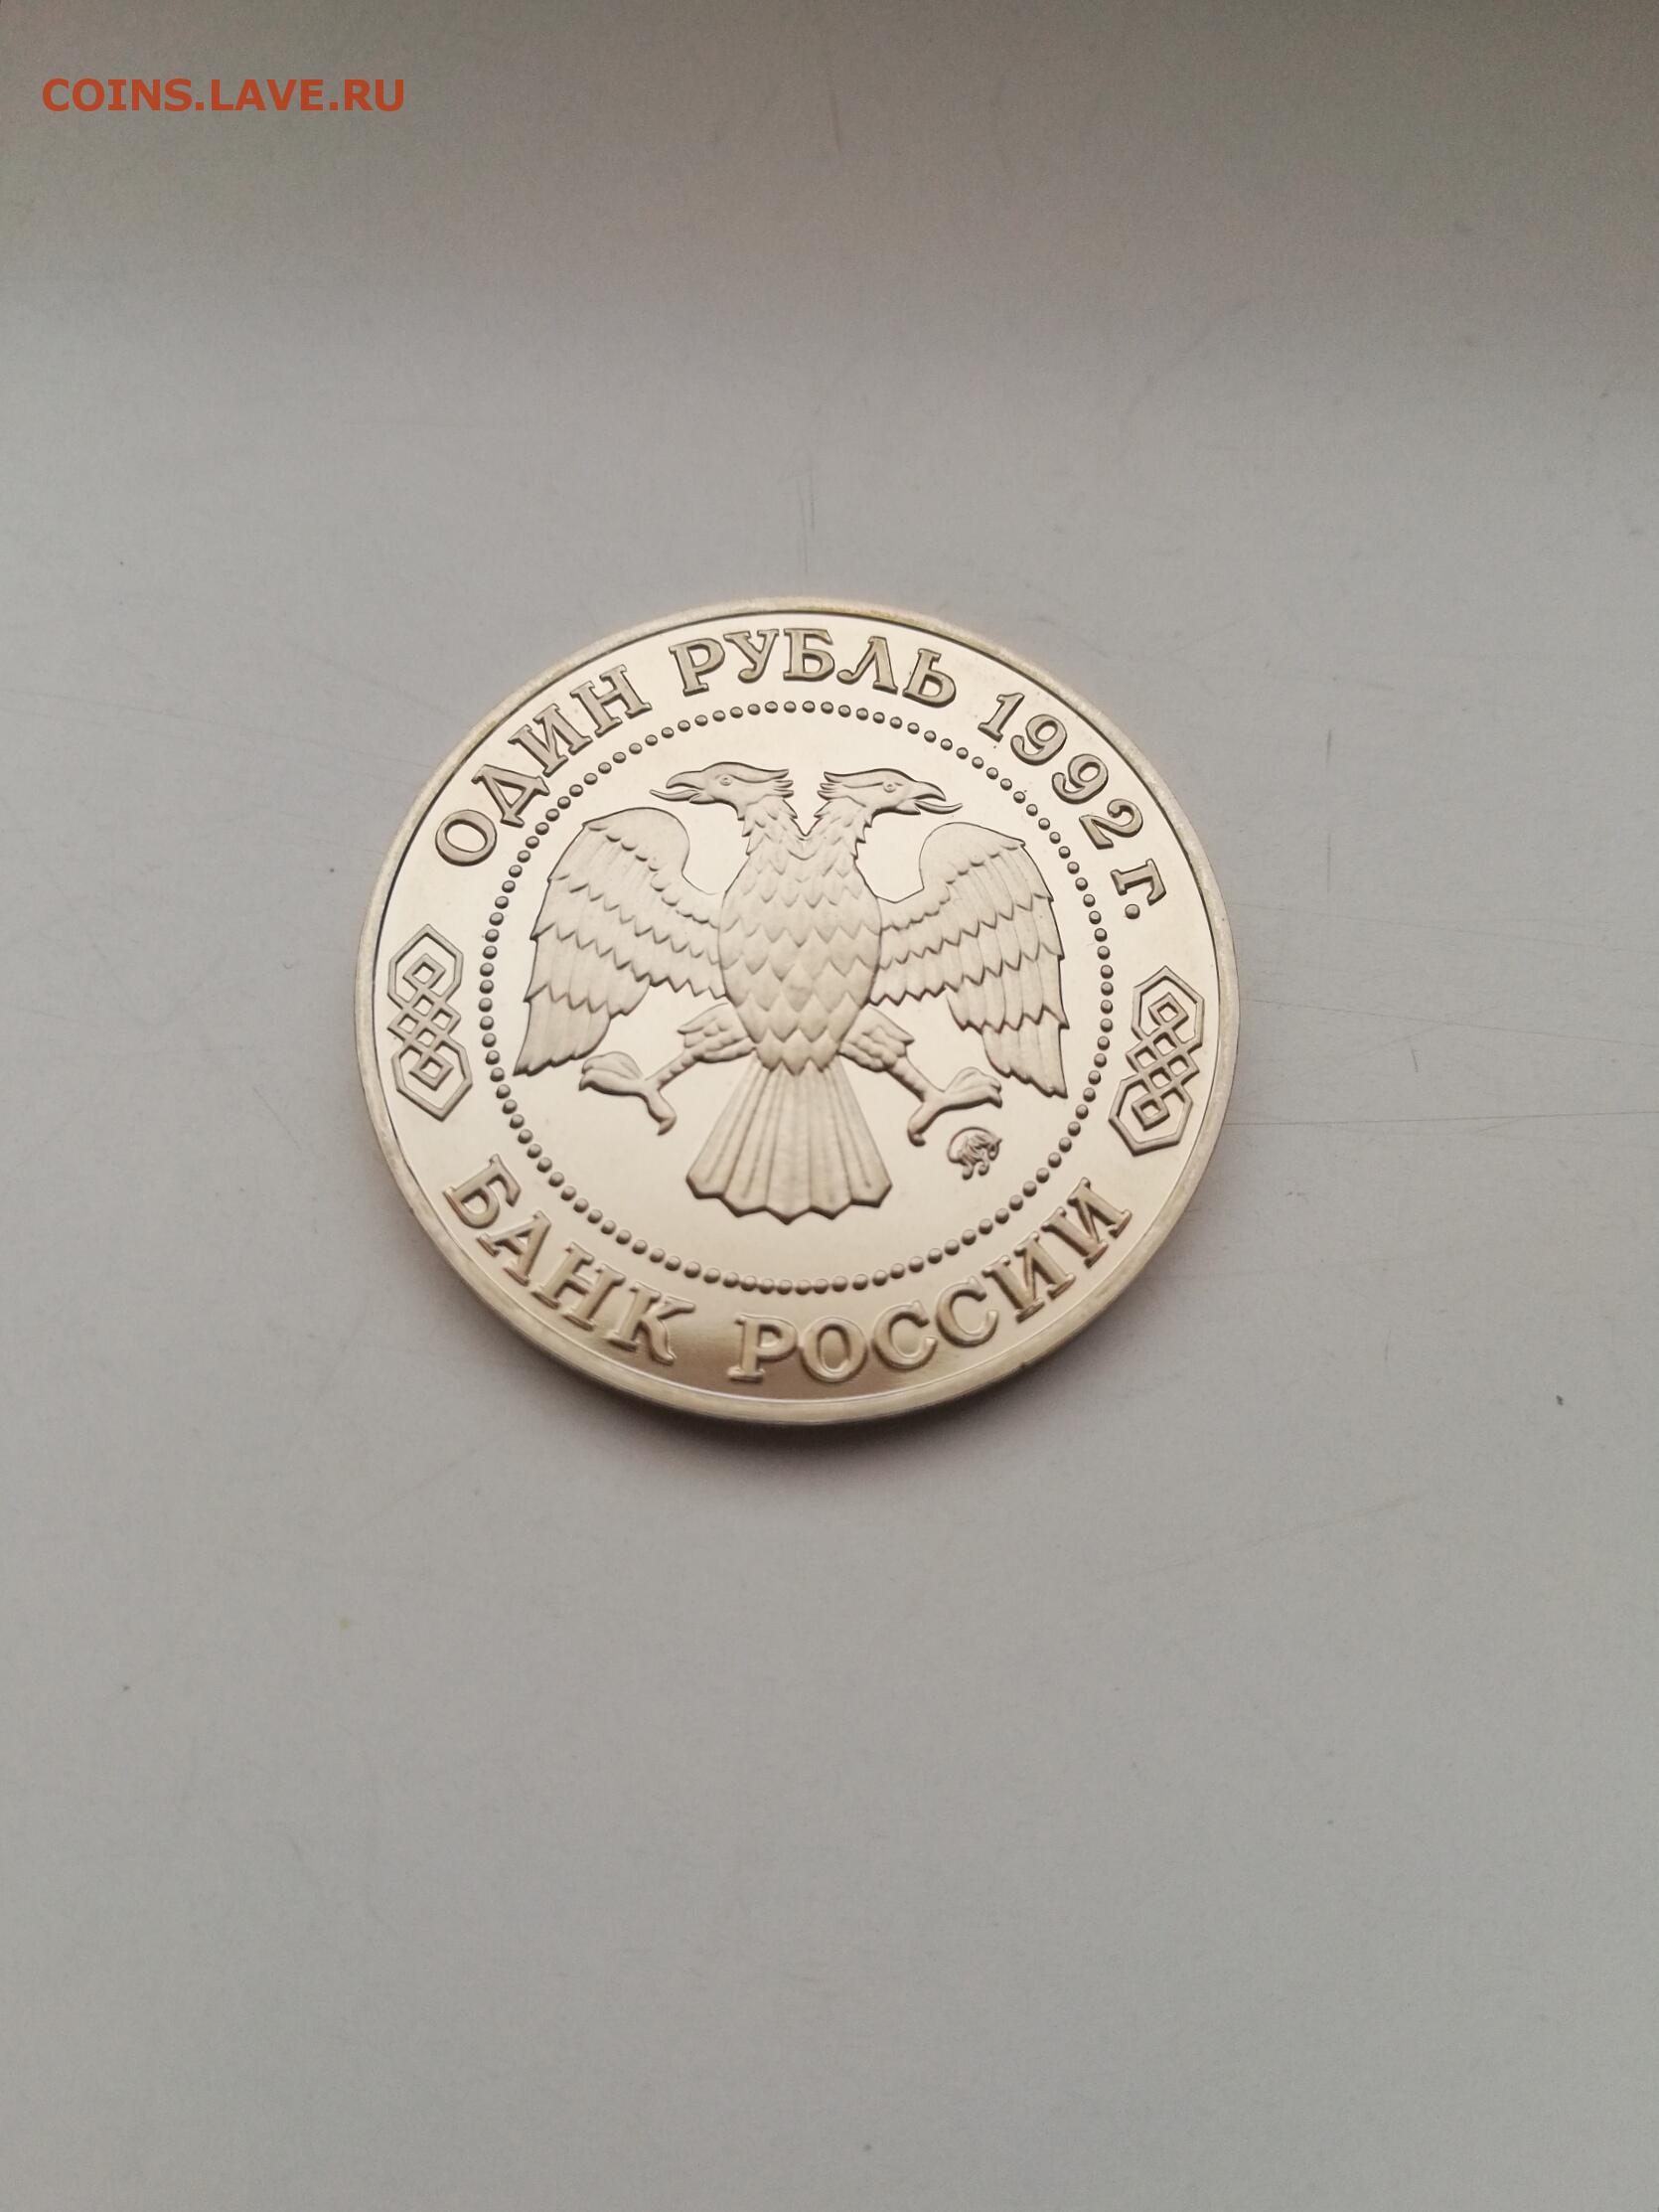 COINS.LAVE.RU
ОДИН РУБЛЬ 1992 г.
БАНК РОССИИ